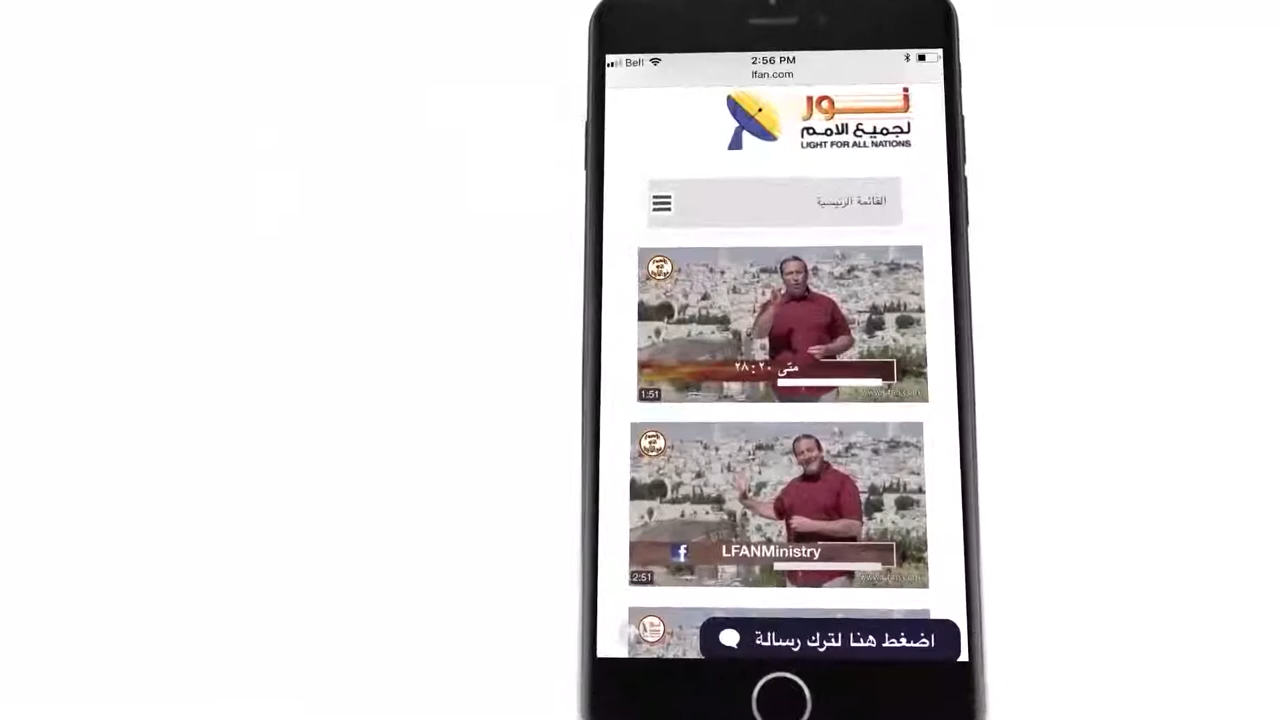 Bell
2:56 PM
lfan.com
نور
لجميع الامم
LIGHT FOR ALL NATIONS
القائمة الرئيسية
متى ٢٠:٢٨
1:51
LFANMinistry
2:51
اضغط هنا لترك رسالة